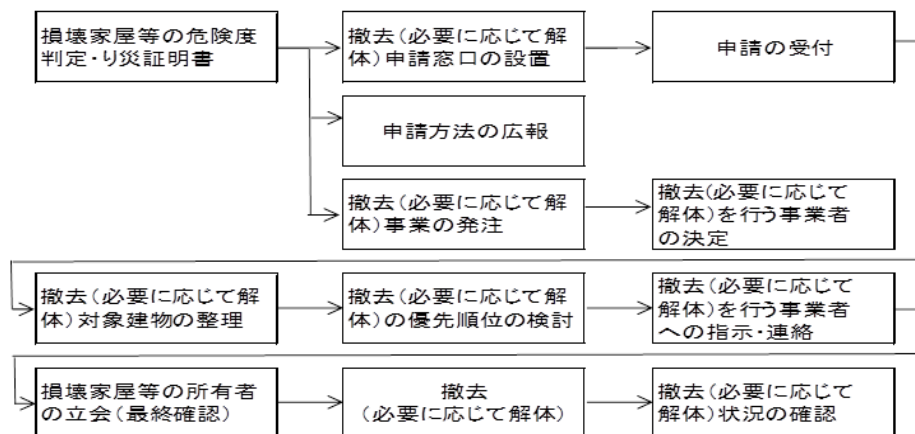 損壊家屋等の危険度
判定・り災証明書
撤去(必要に応じて解
体)申請窓口の設置
申請の受付
申請方法の広報
撤去(必要に応じて解
体)事業の発注
撤去(必要に応じて
解体)を行う事業者
の決定
撤去(必要に応じて解
体)対象建物の整理
撤去(必要に応じて解
体)の優先順位の検討
撤去(必要に応じて
解体)を行う事業者
への指示・連絡
損壊家屋等の所有者
の立会(最終確認)
撤去
(必要に応じて解体)
撤去(必要に応じて
解体)状況の確認